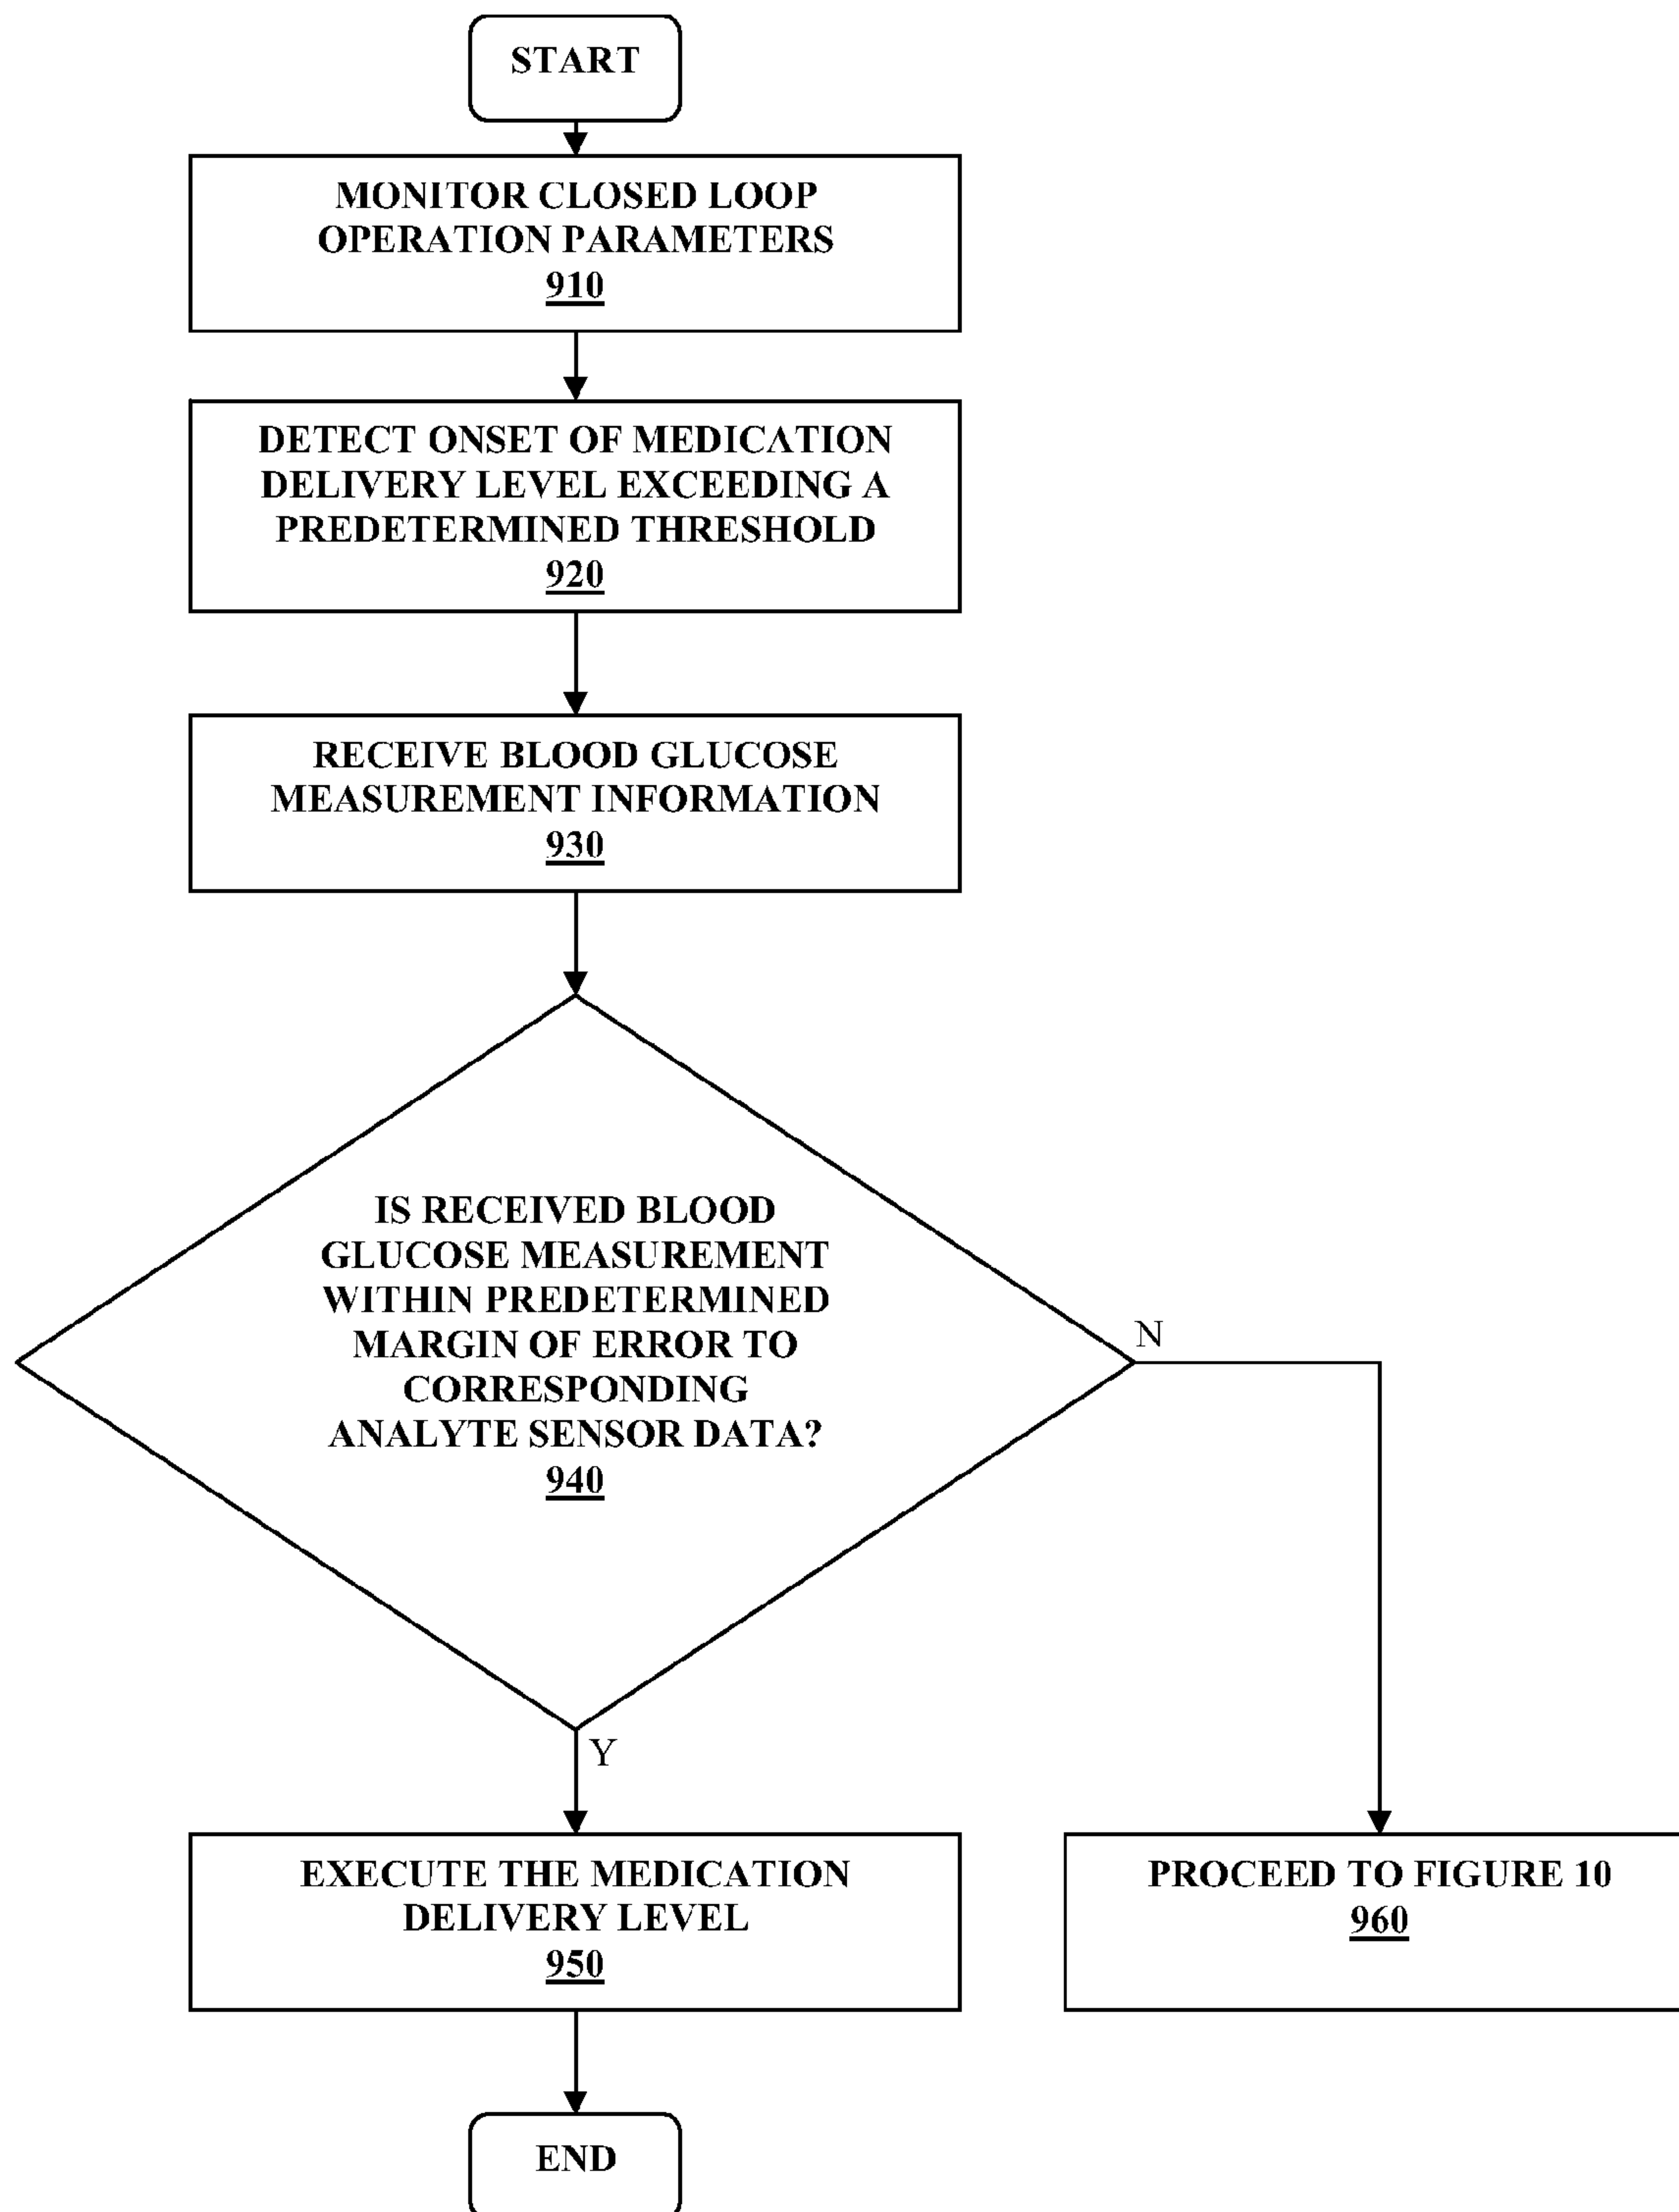 START
MONITOR CLOSED LOOP
OPERATION PARAMETERS
910
DETECT ONSET OF MEDICATION
DELIVERY LEVEL EXCEEDING A
PREDETERMINED THRESHOLD
920
RECEIVE BLOOD GLUCOSE
MEASUREMENT INFORMATION
930
IS RECEIVED BLOOD
GLUCOSE MEASUREMENT
WITHIN PREDETERMINED
MARGIN OF ERROR TO
CORRESPONDING
ANALYTE SENSOR DATA?
940
N
Y
EXECUTE THE MEDICATION
DELIVERY LEVEL
950
PROCEED TO FIGURE 10
960
END